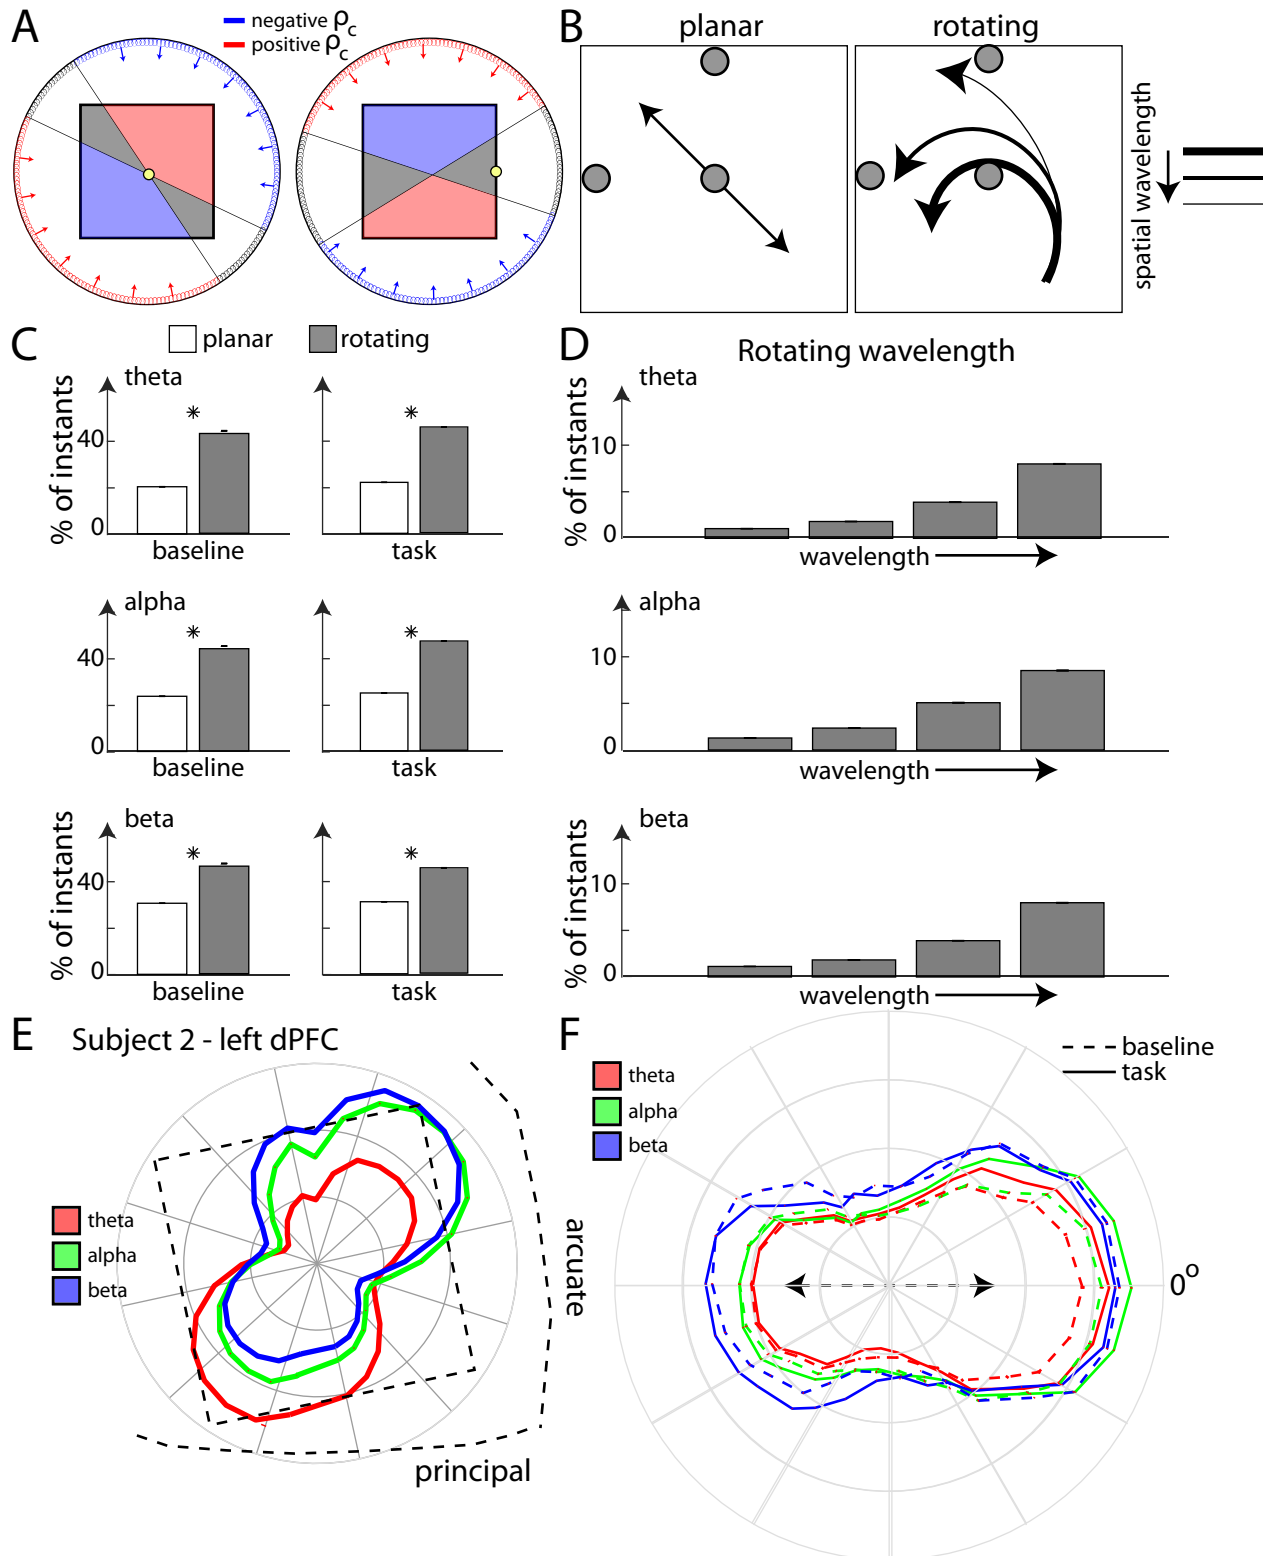 A
negative ρc
positive ρc
B
planar
rotating
spatial wavelength
C
planar
rotating
theta
% of instants
40
0
baseline
*
task
*
alpha
40
0
baseline
*
task
*
beta
% of instants
40
0
baseline
*
task
*
D
Rotating wavelength
theta
% of instants
10
0
wavelength
alpha
10
0
wavelength
beta
% of instants
10
0
wavelength
E
Subject 2 - left dPFC
theta
alpha
beta
arcuate
principal
F
baseline
task
theta
alpha
beta
0°